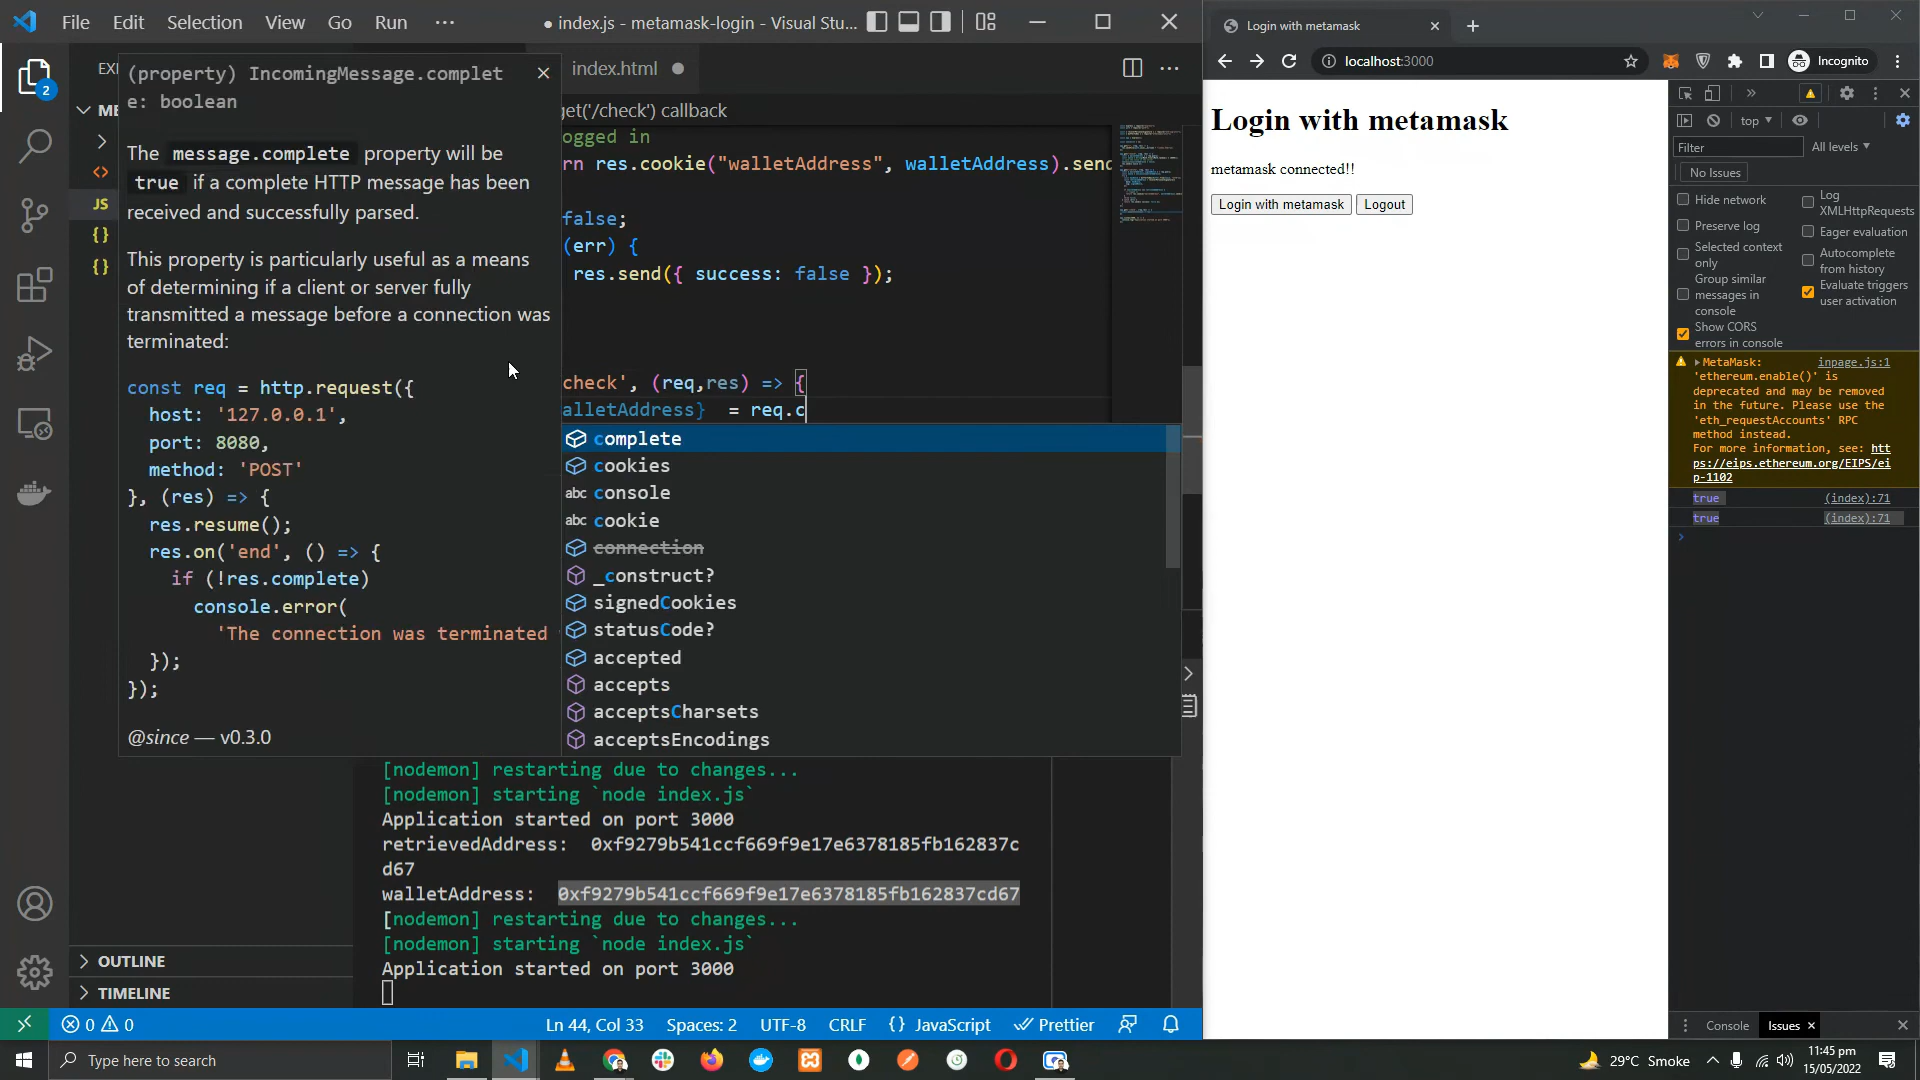 File Edit Selection View Go Run ···
● index.js - metamask-login - Visual Stu...
index.html
(property) IncomingMessage.complet
e: boolean
The message.complete property will be
true if a complete HTTP message has been
received and successfully parsed.
This property is particularly useful as a means
of determining if a client or server fully
transmitted a message before a connection was
terminated:
const req = http.request({
host: '127.0.0.1',
port: 8080,
method: 'POST'
}, (res) => {
res.resume();
res.on('end', () => {
if (!res.complete)
console.error(
'The connection was terminated
});
});
@since — v0.3.0
get('/check') callback
ogged in
rn res.cookie("walletAddress", walletAddress).send
false;
(err) {
res.send({ success: false });
check', (req,res) => {
alletAddress}  = req.c
complete
cookies
console
cookie
connection
_construct?
signedCookies
statusCode?
accepted
accepts
acceptsCharsets
acceptsEncodings
EX
ME
JS
{}
{}
2
OUTLINE
TIMELINE
[nodemon] restarting due to changes...
[nodemon] starting `node index.js`
Application started on port 3000
retrievedAddress:  0xf9279b541ccf669f9e17e6378185fb162837c
d67
walletAddress:  0xf9279b541ccf669f9e17e6378185fb162837cd67
[nodemon] restarting due to changes...
[nodemon] starting `node index.js`
Application started on port 3000
0 0 Ln 44, Col 33 Spaces: 2 UTF-8 CRLF {} JavaScript Prettier
Login with metamask
localhost:3000
Incognito
Login with metamask
metamask connected!!
Login with metamask Logout
top
Filter All levels
No Issues
Hide network
Log
XMLHttpRequests
Preserve log
Eager evaluation
Selected context
only
Autocomplete
from history
Group similar
messages in
console
Evaluate triggers
user activation
Show CORS
errors in console
MetaMask: inpage.js:1
'ethereum.enable()' is
deprecated and may be removed
in the future. Please use the
'eth_requestAccounts' RPC
method instead.
For more information, see: htt
ps://eips.ethereum.org/EIPS/ei
p-1102
true (index):71
true (index):71
Console Issues
Type here to search
29°C Smoke
11:45 pm
15/05/2022